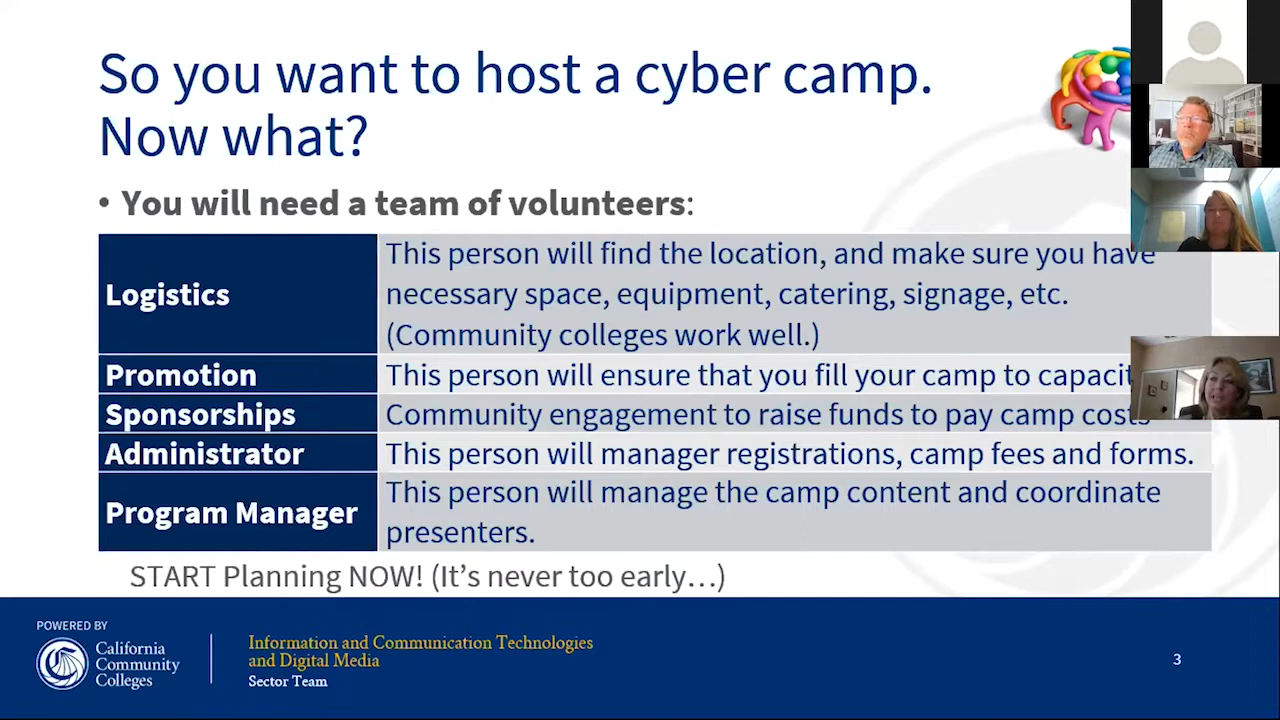 So you want to host a cyber camp.
Now what?
• You will need a team of volunteers:
Logistics
This person will find the location, and make sure you have
necessary space, equipment, catering, signage, etc.
(Community colleges work well.)
Promotion
This person will ensure that you fill your camp to
Sponsorships
Community engagement to raise funds to pay camp costs
Administrator
This person will manager registrations, camp fees and forms.
Program Manager
This person will manage the camp content and coordinate
presenters.
START Planning NOW! (It's never too early...)
POWERED BY
California
Community
Colleges
Information and Communication Technologies
and Digital Media
Sector Team
3